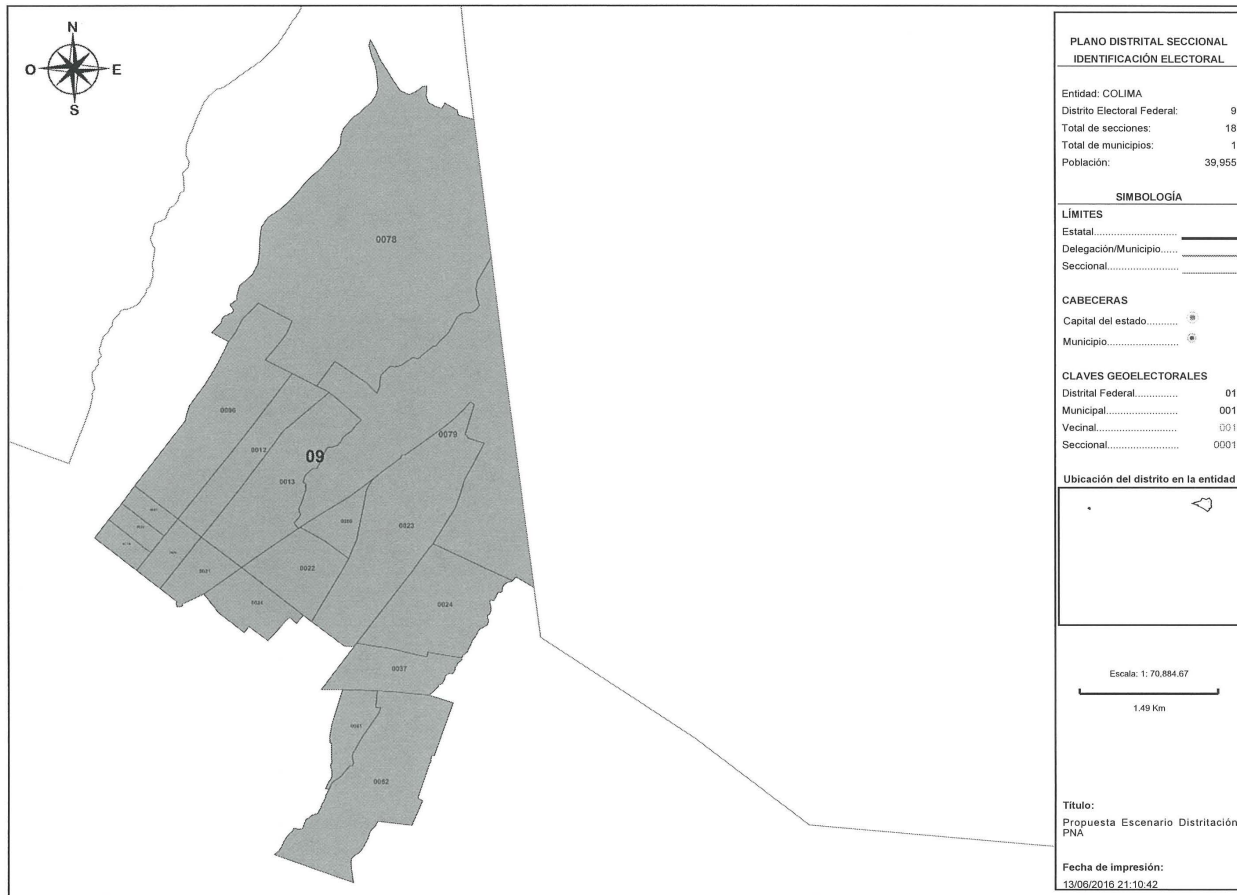 N
O
E
S
0078
0096
0012
09
0079
0013
0023
0022
0024
0037
PLANO DISTRITAL SECCIONAL
IDENTIFICACIÓN ELECTORAL
Entidad: COLIMA
Distrito Electoral Federal: 9
Total de secciones: 18
Total de municipios: 1
Población: 39,955
SIMBOLOGÍA
LÍMITES
Estatal
Delegación/Municipio
Seccional
CABECERAS
Capital del estado
Municipio
CLAVES GEOELECTORALES
Distrital Federal 01
Municipal 001
Vecinal 001
Seccional 0001
Ubicación del distrito en la entidad
Escala: 1: 70,884.67
1.49 Km
Título:
Propuesta Escenario Distritación
PNA
Fecha de impresión:
13/06/2016 21:10:42